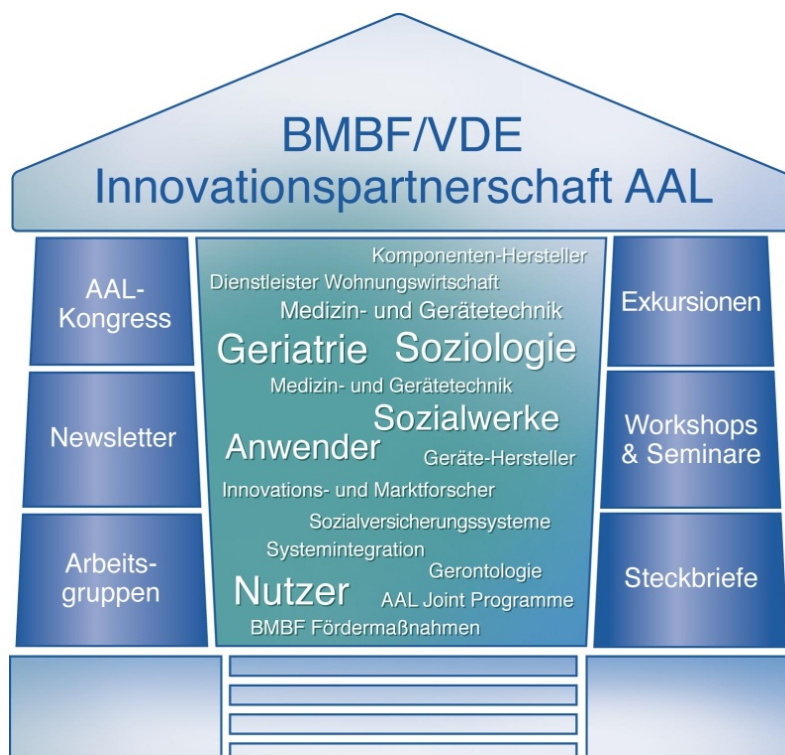 BMBF/VDE
Innovationspartnerschaft AAL
AAL-
Kongress
Newsletter
Arbeits-
gruppen
Komponenten-Hersteller
Dienstleister Wohnungswirtschaft
Medizin- und Gerätetechnik
Geriatrie Soziologie
Medizin- und Gerätetechnik
Sozialwerke
Anwender
Geräte-Hersteller
Innovations- und Marktforscher
Sozialversicherungssysteme
Systemintegration
Gerontologie
Nutzer
AAL Joint Programme
BMBF Fördermaßnahmen
Exkursionen
Workshops
& Seminare
Steckbriefe